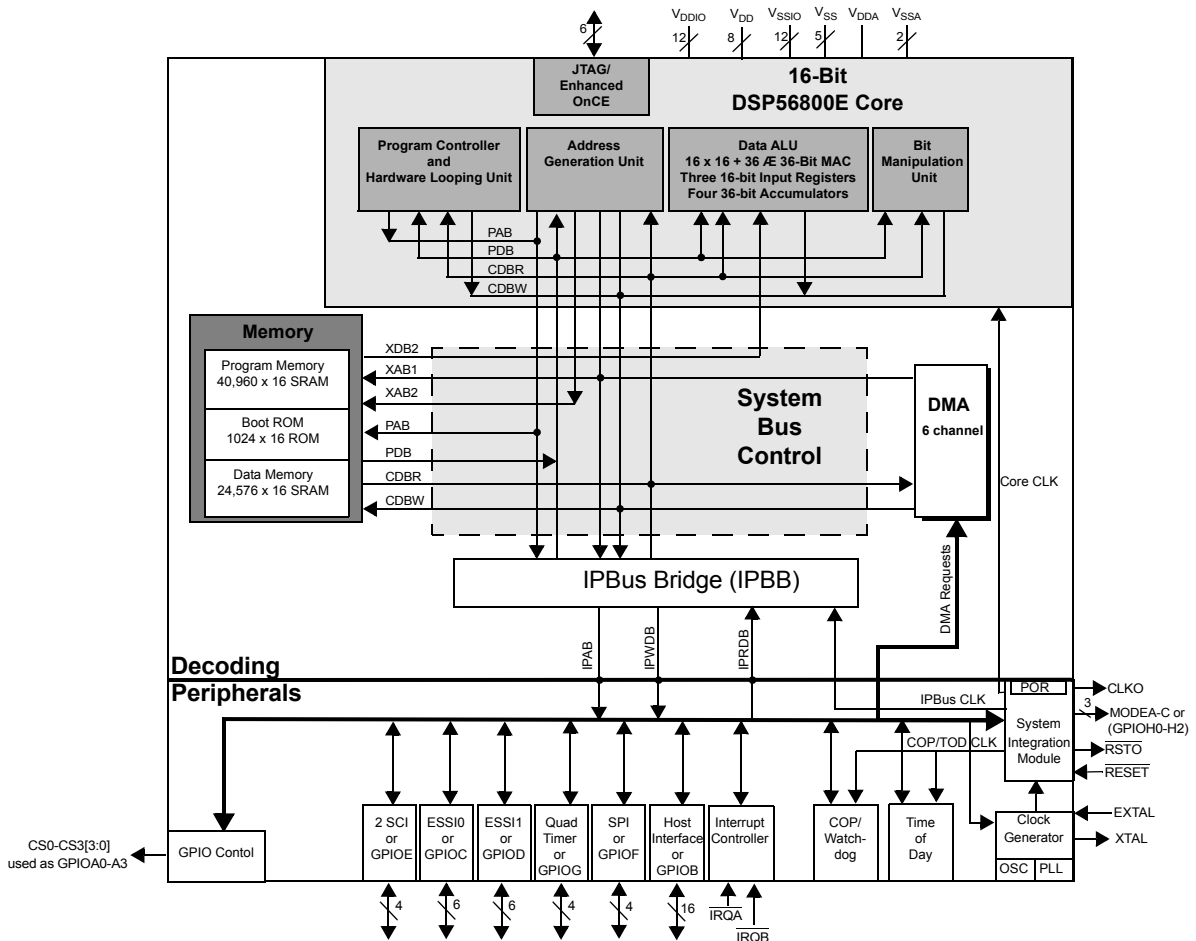 6
V_DDIO
12
V_DD
8
V_SSIO
12
V_SS
5
V_DDA
V_SSA
2
JTAG/
Enhanced
OnCE
16-Bit
DSP56800E Core
Program Controller
and
Hardware Looping Unit
Address
Generation Unit
Data ALU
16 x 16 + 36 Æ 36-Bit MAC
Three 16-bit Input Registers
Four 36-bit Accumulators
Bit
Manipulation
Unit
PAB
PDB
CDBR
CDBW
Memory
Program Memory
40,960 x 16 SRAM
Boot ROM
1024 x 16 ROM
Data Memory
24,576 x 16 SRAM
XDB2
XAB1
XAB2
PAB
PDB
CDBR
CDBW
System
Bus
Control
DMA
6 channel
Core CLK
DMA Requests
IPBus Bridge (IPBB)
IPAB
IPWDB
IPRDB
Decoding
Peripherals
IPBus CLK
COP/TOD CLK
POR
System
Integration
Module
CLKO
3
MODEA-C or
(GPIOH0-H2)
RSTO
RESET
EXTAL
XTAL
Clock
Generator
OSC
PLL
CS0-CS3[3:0]
used as GPIOA0-A3
GPIO Contol
2 SCI
or
GPIOE
4
ESSI0
or
GPIOC
6
ESSI1
or
GPIOD
6
Quad
Timer
or
GPIOG
4
SPI
or
GPIOF
4
Host
Interface
or
GPIOB
16
Interrupt
Controller
IRQA
IRQB
COP/
Watch-
dog
Time
of
Day